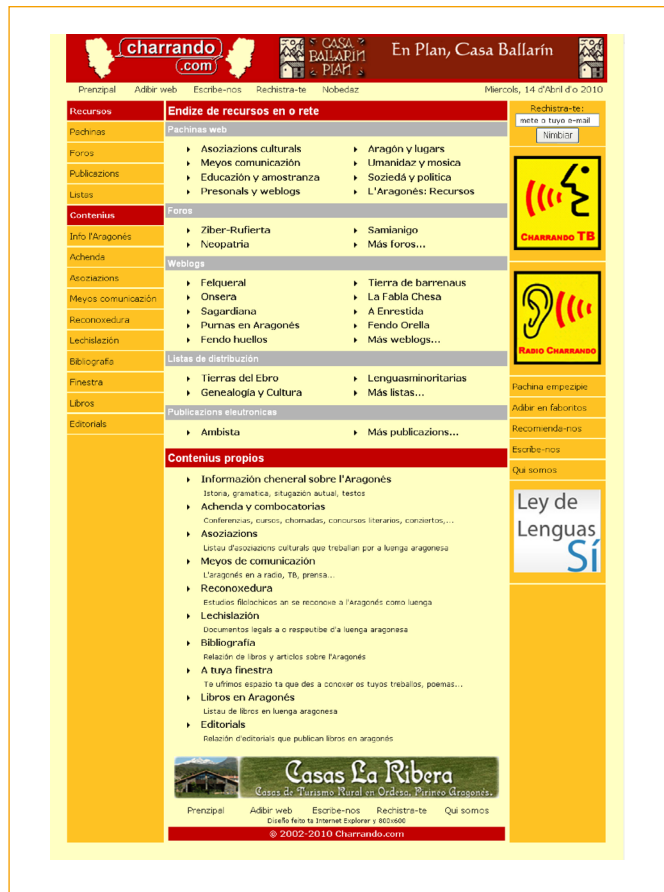 charrando
.com
CASA
BALLARIN
PLAN
En Plan, Casa Ballarín
Prenzipal Adibir web Escribe-nos Rechistra-te Nobedaz
Miercols, 14 d'Abril d'o 2010
Recursos
Pachinas
Foros
Publicazions
Listas
Contenius
Info l'Aragonés
Achenda
Asoziazions
Meyos comunicazión
Reconoxedura
Lechislazión
Bibliografía
Finestra
Libros
Editorials
Endize de recursos en o rete
Pachinas web
Asoziazions culturals
Meyos comunicazión
Educazión y amostranza
Presonals y weblogs
Aragón y lugars
Umanidaz y mosica
Soziedá y politica
L'Aragonés: Recursos
Foros
Ziber-Rufierta
Neopatria
Samianigo
Más foros...
Weblogs
Felqueral
Onsera
Sagardiana
Purnas en Aragonés
Fendo huellos
Tierra de barrenaus
La Fabla Chesa
A Enrestida
Fendo Orella
Más weblogs...
Listas de distribuzión
Tierras del Ebro
Genealogía y Cultura
Lenguasminoritarias
Más listas...
Publicazions eleutronicas
Ambista
Más publicazions...
Contenius propios
Informazión cheneral sobre l'Aragonés
Istoria, gramatica, situgazión autual, testos
Achenda y combocatorias
Conferenzias, cursos, chornadas, concursos literarios, conziertos,...
Asoziazions
Listau d'asoziazions culturals que treballan por a luenga aragonesa
Meyos de comunicazión
L'aragonés en a radio, TB, prensa...
Reconoxedura
Estudios filolochicos an se reconoxe a l'Aragonés como luenga
Lechislazión
Documentos legals a o respeutibe d'a luenga aragonesa
Bibliografía
Relazión de libros y articlos sobre l'Aragonés
A tuya finestra
Te ufrimos espazio ta que des a conoxer os tuyos treballos, poemas...
Libros en Aragonés
Listau de libros en luenga aragonesa
Editorials
Relazión d'editorials que publican libros en aragonés
Rechistra-te:
mete o tuyo e-mail
Nimbiar
CHARRANDO TB
RADIO CHARRANDO
Pachina empezipie
Adibir en faboritos
Recomienda-nos
Escribe-nos
Qui somos
Ley de
Lenguas
Sí
Casas La Ribera
Casas de Turismo Rural en Ordesa, Pirineo Aragonés.
Prenzipal Adibir web Escribe-nos Rechistra-te Qui somos
Diseño feito ta Internet Explorer y 800x600
© 2002-2010 Charrando.com